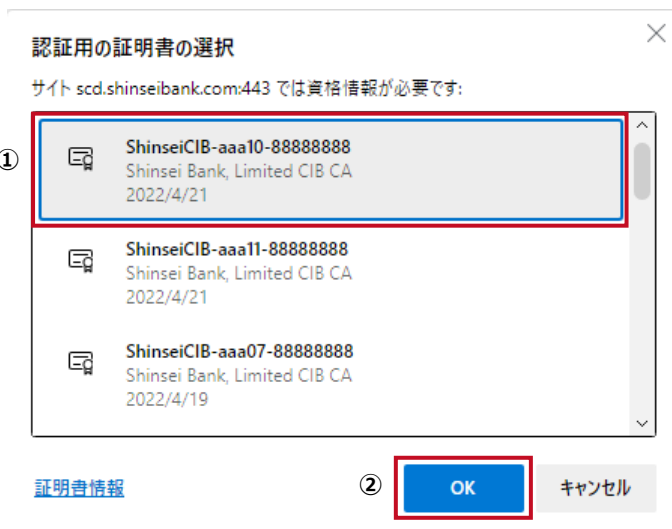 認証用の証明書の選択
サイト scd.shinseibank.com:443 では資格情報が必要です:
①
ShinseiCIB-aaa10-88888888
Shinsei Bank, Limited CIB CA
2022/4/21
ShinseiCIB-aaa11-88888888
Shinsei Bank, Limited CIB CA
2022/4/21
ShinseiCIB-aaa07-88888888
Shinsei Bank, Limited CIB CA
2022/4/19
証明書情報
②
OK
キャンセル